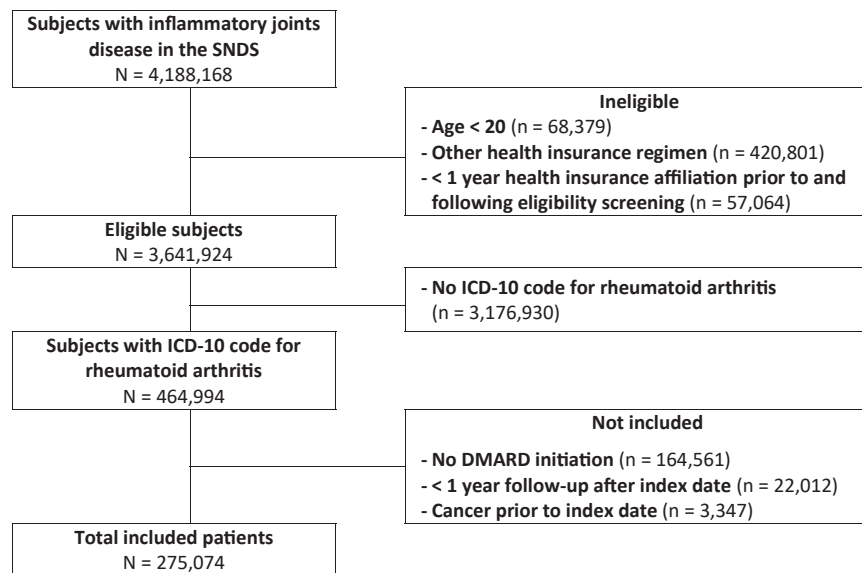 Subjects with inflammatory joints
disease in the SNDS
N = 4,188,168
Ineligible
- Age < 20 (n = 68,379)
- Other health insurance regimen (n = 420,801)
- < 1 year health insurance affiliation prior to and
following eligibility screening (n = 57,064)
Eligible subjects
N = 3,641,924
- No ICD-10 code for rheumatoid arthritis
(n = 3,176,930)
Subjects with ICD-10 code for
rheumatoid arthritis
N = 464,994
Not included
- No DMARD initiation (n = 164,561)
- < 1 year follow-up after index date (n = 22,012)
- Cancer prior to index date (n = 3,347)
Total included patients
N = 275,074